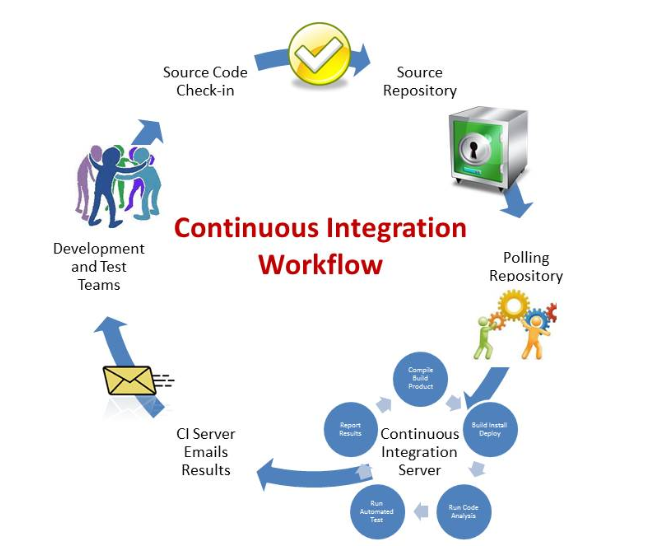 Source Code
Check-in
Source
Repository
Continuous Integration
Workflow
Development
and Test
Teams
Polling
Repository
Compile
Build
Product
Build Install
Deploy
Run Code
Analysis
Run
Automated
Test
Report
Results
Continuous
Integration
Server
CI Server
Emails
Results